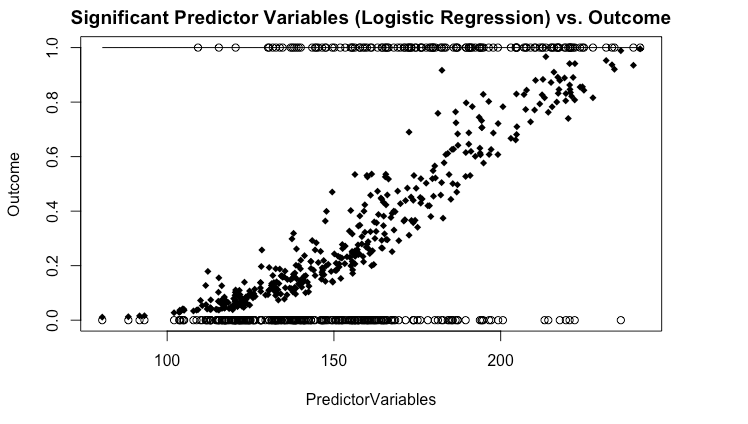 Significant Predictor Variables (Logistic Regression) vs. Outcome
1.0
0.8
0.6
0.4
0.2
0.0
Outcome
100 150 200
PredictorVariables